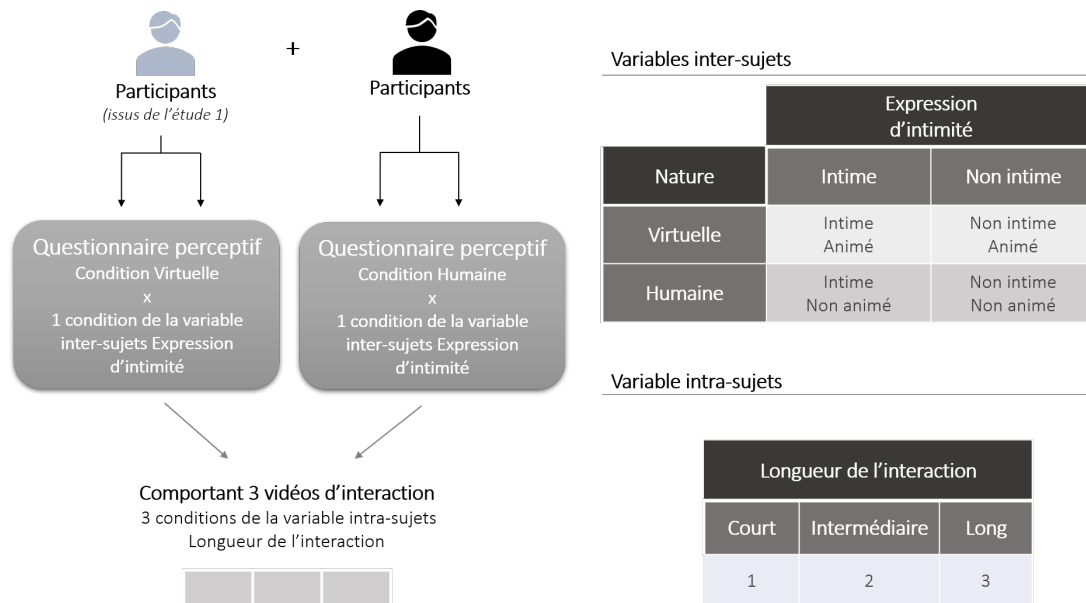 +
Participants
(issus de l'étude 1)
Participants
Questionnaire perceptif
Condition Virtuelle
x
1 condition de la variable
inter-sujets Expression
d'intimité
Questionnaire perceptif
Condition Humaine
x
1 condition de la variable
inter-sujets Expression
d'intimité
Comportant 3 vidéos d'interaction
3 conditions de la variable intra-sujets
Longueur de l'interaction
Variables inter-sujets
Expression
d'intimité
Nature
Intime
Non intime
Virtuelle
Intime
Animé
Non intime
Animé
Humaine
Intime
Non animé
Non intime
Non animé
Variable intra-sujets
Longueur de l'interaction
Court
Intermédiaire
Long
1
2
3